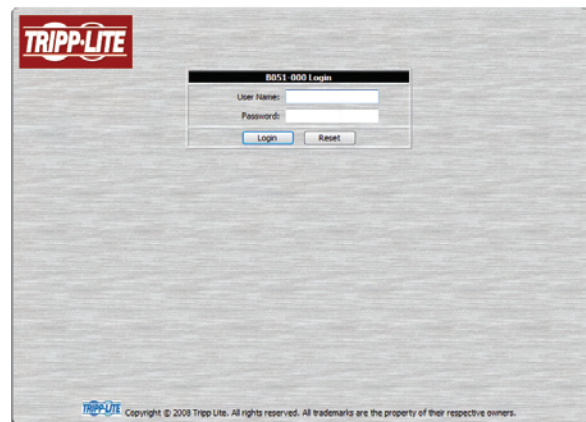 TRIPP·LITE
B051-000 Login
User Name:
Password:
Login Reset
TRIPP·LITE Copyright © 2008 Tripp Lite. All rights reserved. All trademarks are the property of their respective owners.